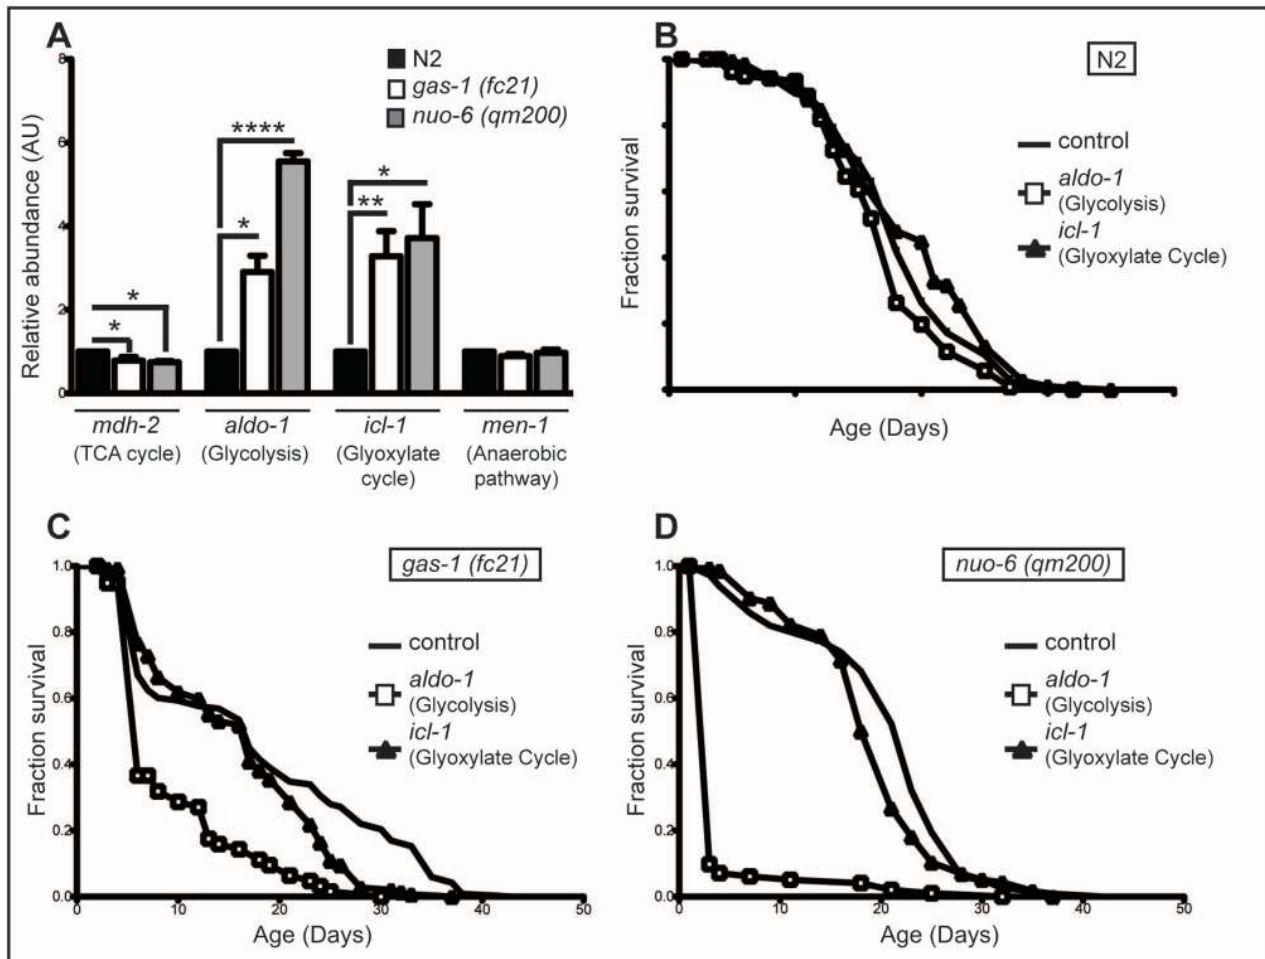 A
N2
gas-1 (fc21)
nuo-6 (qm200)
Relative abundance (AU)
8
6
4
2
0
*
*
*
****
**
*
mdh-2
(TCA cycle)
aldo-1
(Glycolysis)
icl-1
(Glyoxylate
cycle)
men-1
(Anaerobic
pathway)
B
N2
control
aldo-1
(Glycolysis)
icl-1
(Glyoxylate Cycle)
Fraction survival
Age (Days)
C
gas-1 (fc21)
control
aldo-1
(Glycolysis)
icl-1
(Glyoxylate Cycle)
Fraction survival
1.0
0.8
0.6
0.4
0.2
0.0
0 10 20 30 40 50
Age (Days)
D
nuo-6 (qm200)
control
aldo-1
(Glycolysis)
icl-1
(Glyoxylate Cycle)
Fraction survival
1.0
0.8
0.6
0.4
0.2
0.0
0 10 20 30 40 50
Age (Days)